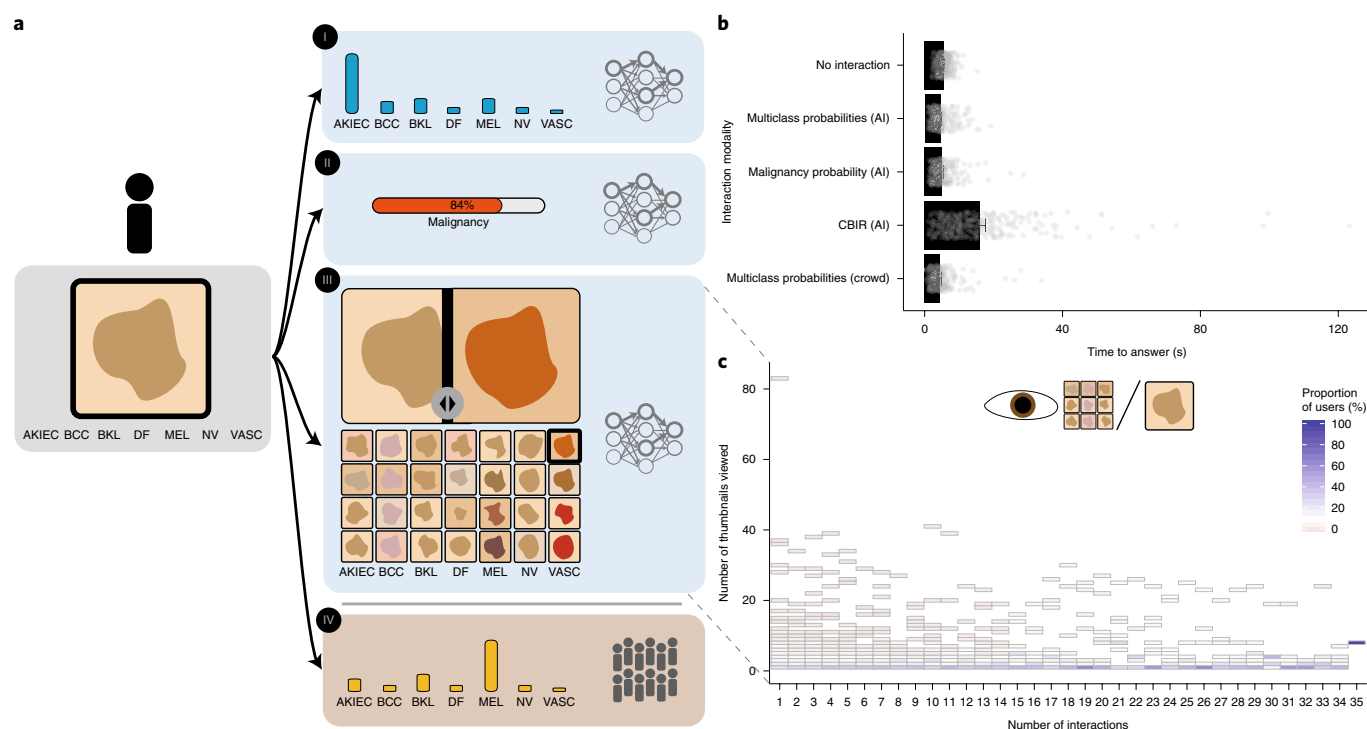 a
I
AKIEC BCC BKL DF MEL NV VASC
II
84%
Malignancy
III
AKIEC BCC BKL DF MEL NV VASC
AKIEC BCC BKL DF MEL NV VASC
IV
AKIEC BCC BKL DF MEL NV VASC
b
Interaction modality
No interaction
Multiclass probabilities (AI)
Malignancy probability (AI)
CBIR (AI)
Multiclass probabilities (crowd)
0 40 80 120
Time to answer (s)
c
Number of thumbnails viewed
80
60
40
20
0
Proportion
of users (%)
100
80
60
40
20
0
1 2 3 4 5 6 7 8 9 10 11 12 13 14 15 16 17 18 19 20 21 22 23 24 25 26 27 28 29 30 31 32 33 34 35
Number of interactions